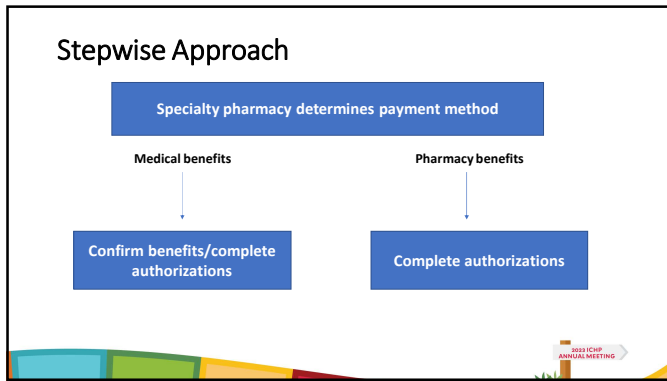 Stepwise Approach
Specialty pharmacy determines payment method
Medical benefits
Pharmacy benefits
Confirm benefits/complete
authorizations
Complete authorizations
2023 ICHP
ANNUAL MEETING